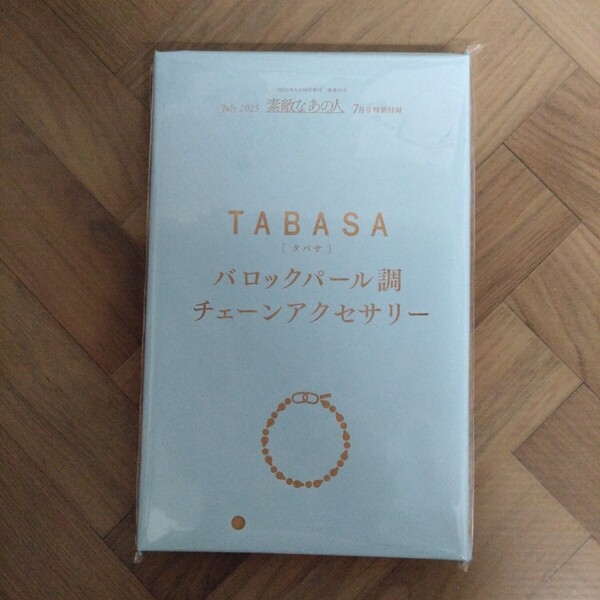 July 2025 素敵なあの人 7月号特別付録
TABASA
[タバサ]
バロックパール調
チェーンアクセサリー